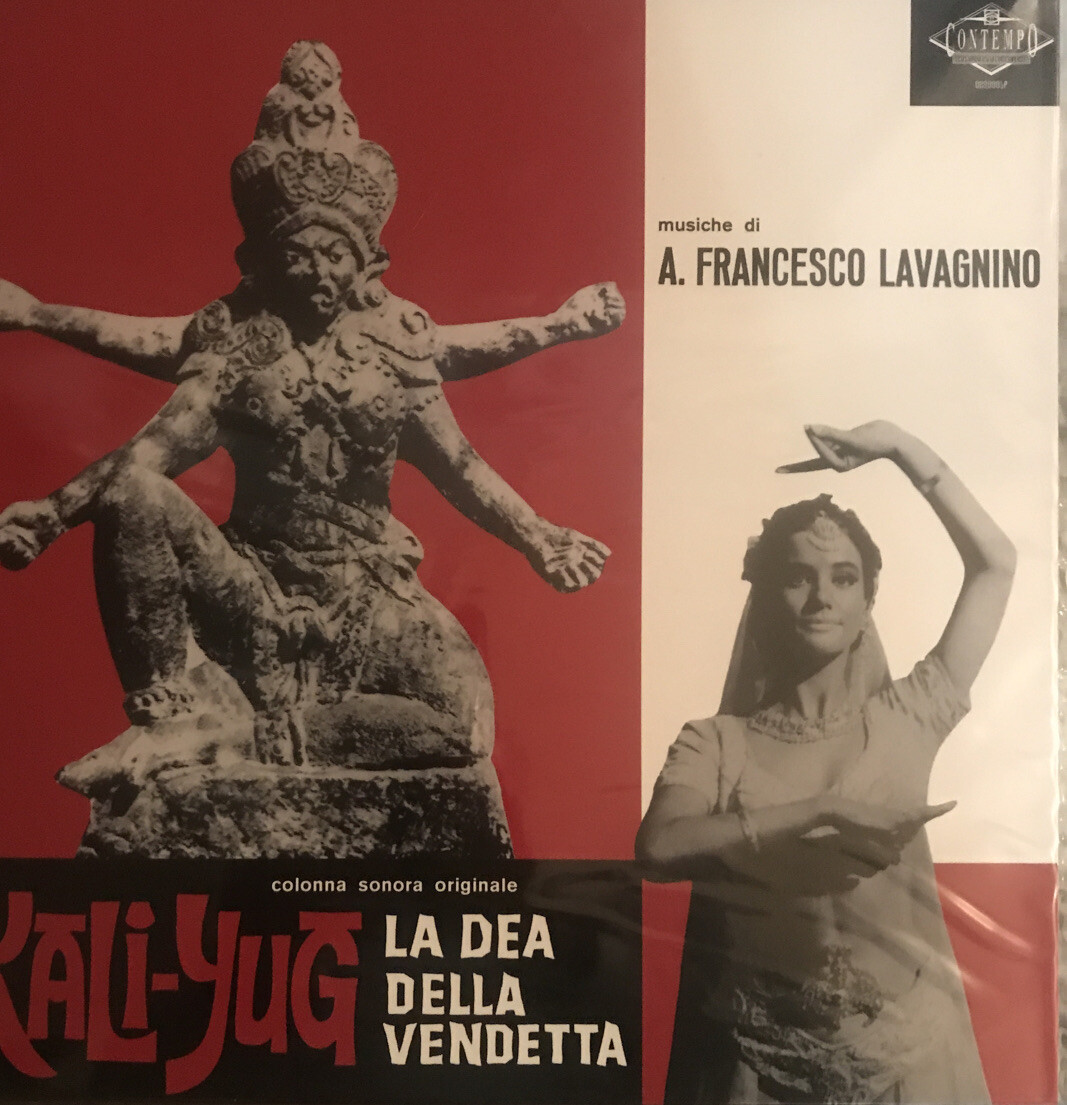 CONTEMPO
musiche di
A. FRANCESCO LAVAGNINO
colonna sonora originale
KALI-YUG
LA DEA
DELLA
VENDETTA